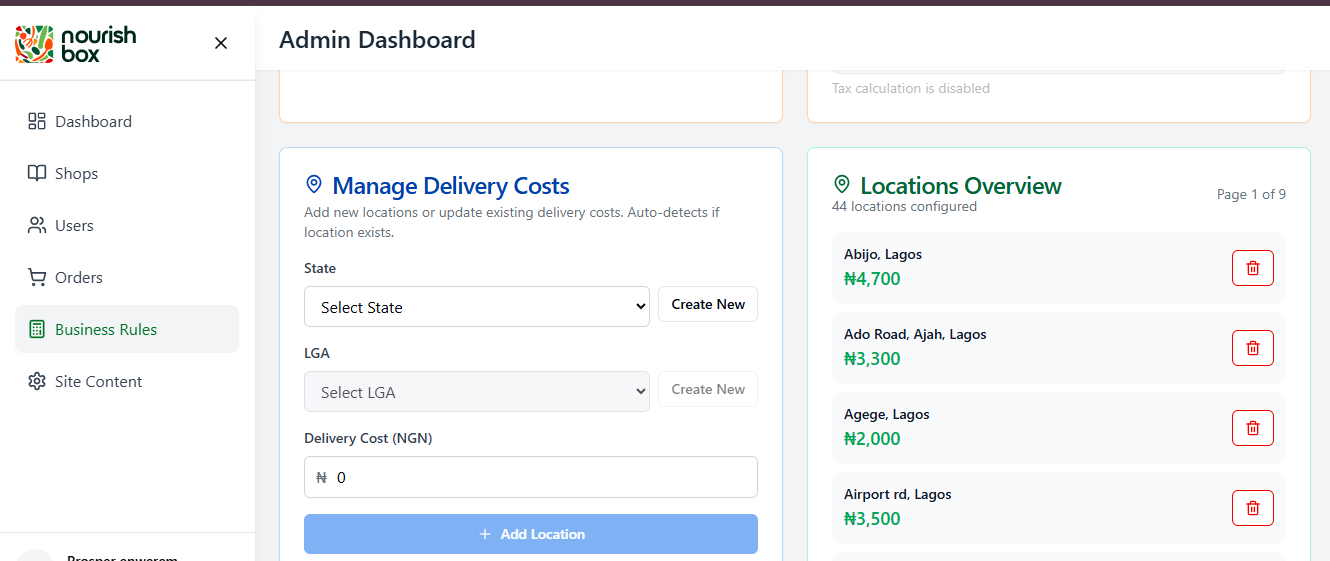 nourish
box
Admin Dashboard
Dashboard
Shops
Users
Orders
Business Rules
Site Content
Tax calculation is disabled
Manage Delivery Costs
Add new locations or update existing delivery costs. Auto-detects if
location exists.
State
Select State
Create New
LGA
Select LGA
Create New
Delivery Cost (NGN)
₦ 0
+ Add Location
Locations Overview
44 locations configured
Page 1 of 9
Abijo, Lagos
₦4,700
Ado Road, Ajah, Lagos
₦3,300
Agege, Lagos
₦2,000
Airport rd, Lagos
₦3,500
Prosper onwerem